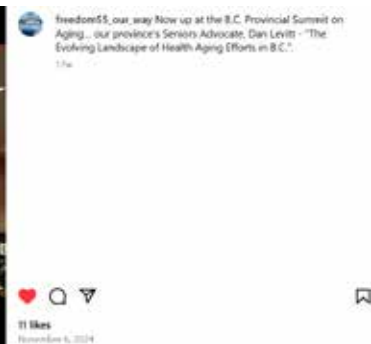 freedom55_our_way Now up at the B.C. Provincial Summit on
Aging... our province's Seniors Advocate, Dan Levitt - "The
Evolving Landscape of Health Aging Efforts in B.C.".
11 likes
November 6, 2024